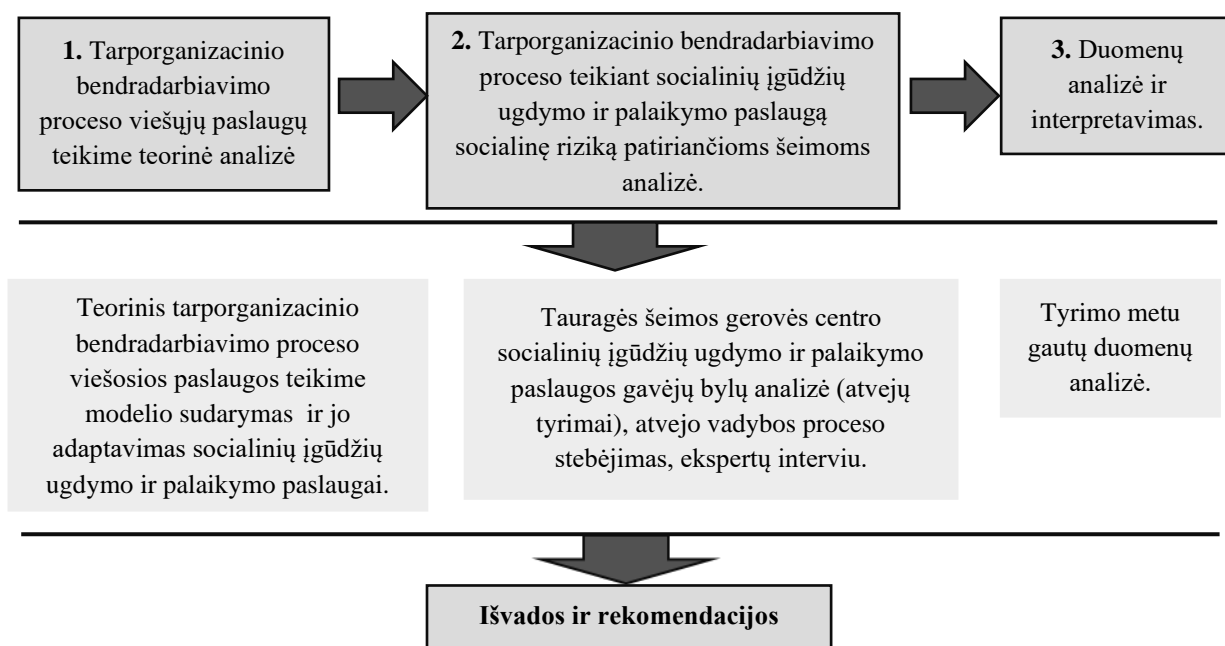 1. Tarporganizacinio
bendradarbiavimo
proceso viešųjų paslaugų
teikime teorinė analizė
2. Tarporganizacinio bendradarbiavimo
proceso teikiant socialinių įgūdžių
ugdymo ir palaikymo paslaugą
socialinę riziką patiriančioms šeimoms
analizė.
3. Duomenų
analizė ir
interpretavimas.
Teorinis tarporganizacinio
bendradarbiavimo proceso
viešosios paslaugos teikime
modelio sudarymas ir jo
adaptavimas socialinių įgūdžių
ugdymo ir palaikymo paslaugai.
Tauragės šeimos gerovės centro
socialinių įgūdžių ugdymo ir palaikymo
paslaugos gavėjų bylų analizė (atvejų
tyrimai), atvejo vadybos proceso
stebėjimas, ekspertų interviu.
Tyrimo metu
gautų duomenų
analizė.
Išvados ir rekomendacijos